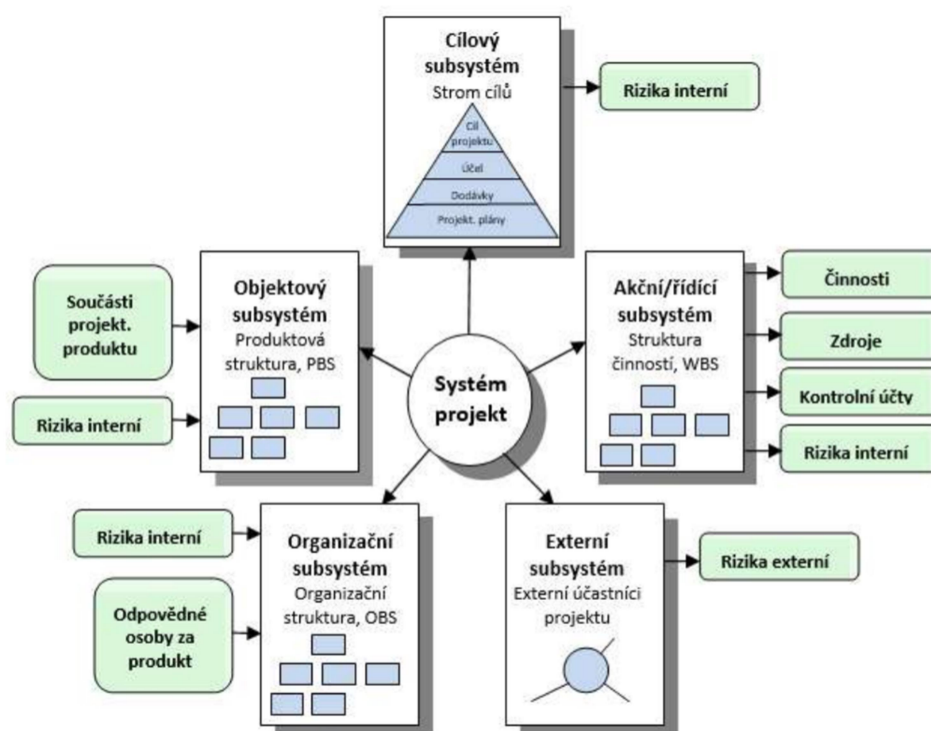 Cílový
subsystém
Strom cílů
Cíl
projektu
Účel
Dodávky
Projekt. plány
Rizika interní
Součásti
projekt.
produktu
Rizika interní
Objektový
subsystém
Produktová
struktura, PBS
Systém
projekt
Akční/řídící
subsystém
Struktura
činností, WBS
Činnosti
Zdroje
Kontrolní účty
Rizika interní
Rizika interní
Odpovědné
osoby za
produkt
Organizační
subsystém
Organizační
struktura, OBS
Externí
subsystém
Externí účastníci
projektu
Rizika externí